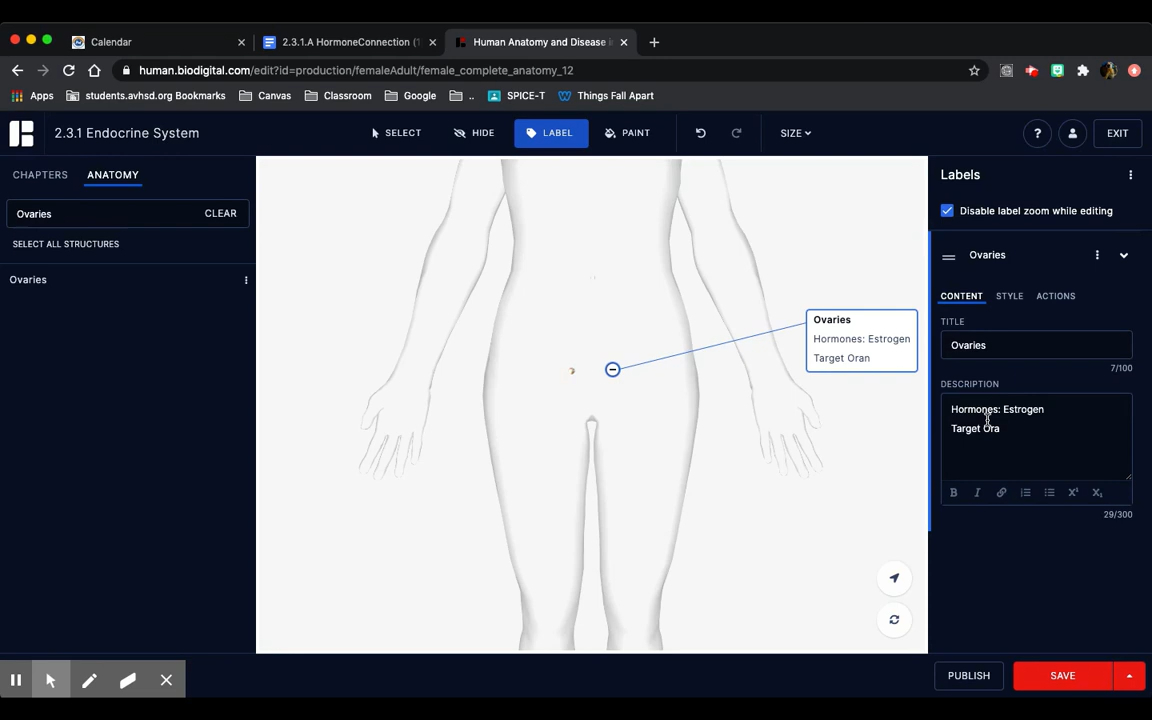 Calendar
2.3.1.A HormoneConnection (1
Human Anatomy and Disease in
human.biodigital.com/edit?id=production/femaleAdult/female_complete_anatomy_12
Apps
students.avhsd.org Bookmarks
Canvas
Classroom
Google
..
SPICE-T
Things Fall Apart
2.3.1 Endocrine System
SELECT
HIDE
LABEL
PAINT
SIZE
?
EXIT
CHAPTERS
ANATOMY
Ovaries
CLEAR
SELECT ALL STRUCTURES
Ovaries
Ovaries
Hormones: Estrogen
Target Oran
Labels
Disable label zoom while editing
Ovaries
CONTENT
STYLE
ACTIONS
TITLE
Ovaries
7/100
DESCRIPTION
Hormones: Estrogen
Target Ora
B
I
X²
X₂
29/300
PUBLISH
SAVE